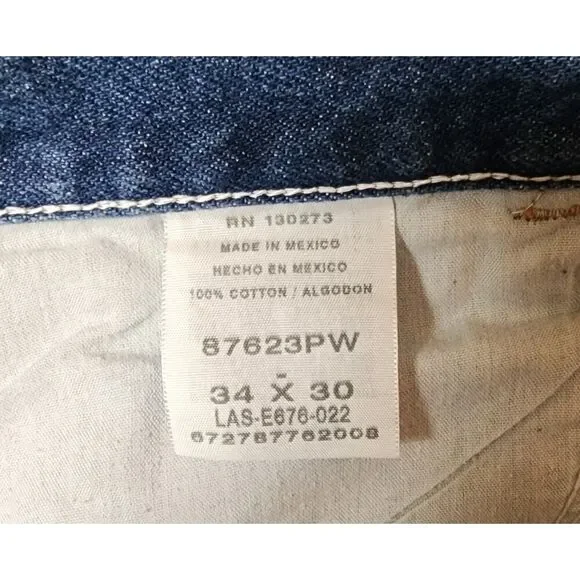 RN 130273
MADE IN MEXICO
HECHO EN MEXICO
100% COTTON / ALGODON
87623PW
-
34 X 30
LAS-E676-022
672787762008